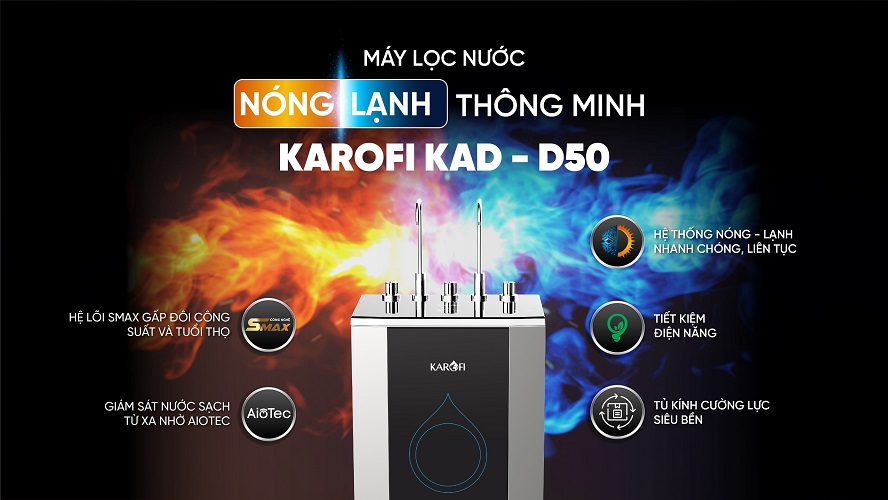 MÁY LỌC NƯỚC
NÓNG LẠNH THÔNG MINH
KAROFI KAD - D50
HỆ THỐNG NÓNG - LẠNH
NHANH CHÓNG, LIÊN TỤC
HỆ LÕI SMAX GẤP ĐÔI CÔNG
SUẤT VÀ TUỔI THỌ
CÔNG NGHỆ
SMAX
TIẾT KIỆM
ĐIỆN NĂNG
KAROFI
GIÁM SÁT NƯỚC SẠCH
TỪ XA NHỜ AIOTEC
AioTec
TỦ KÍNH CƯỜNG LỰC
SIÊU BỀN